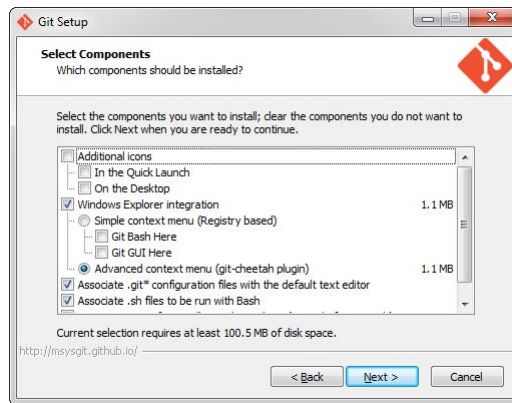 Git Setup
Select Components
Which components should be installed?
Select the components you want to install; clear the components you do not want to
install. Click Next when you are ready to continue.
Additional icons
In the Quick Launch
On the Desktop
Windows Explorer integration 1.1 MB
Simple context menu (Registry based)
Git Bash Here
Git GUI Here
Advanced context menu (git-cheetah plugin) 1.1 MB
Associate .git* configuration files with the default text editor
Associate .sh files to be run with Bash
Current selection requires at least 100.5 MB of disk space.
http://msysgit.github.io/
< Back
Next >
Cancel